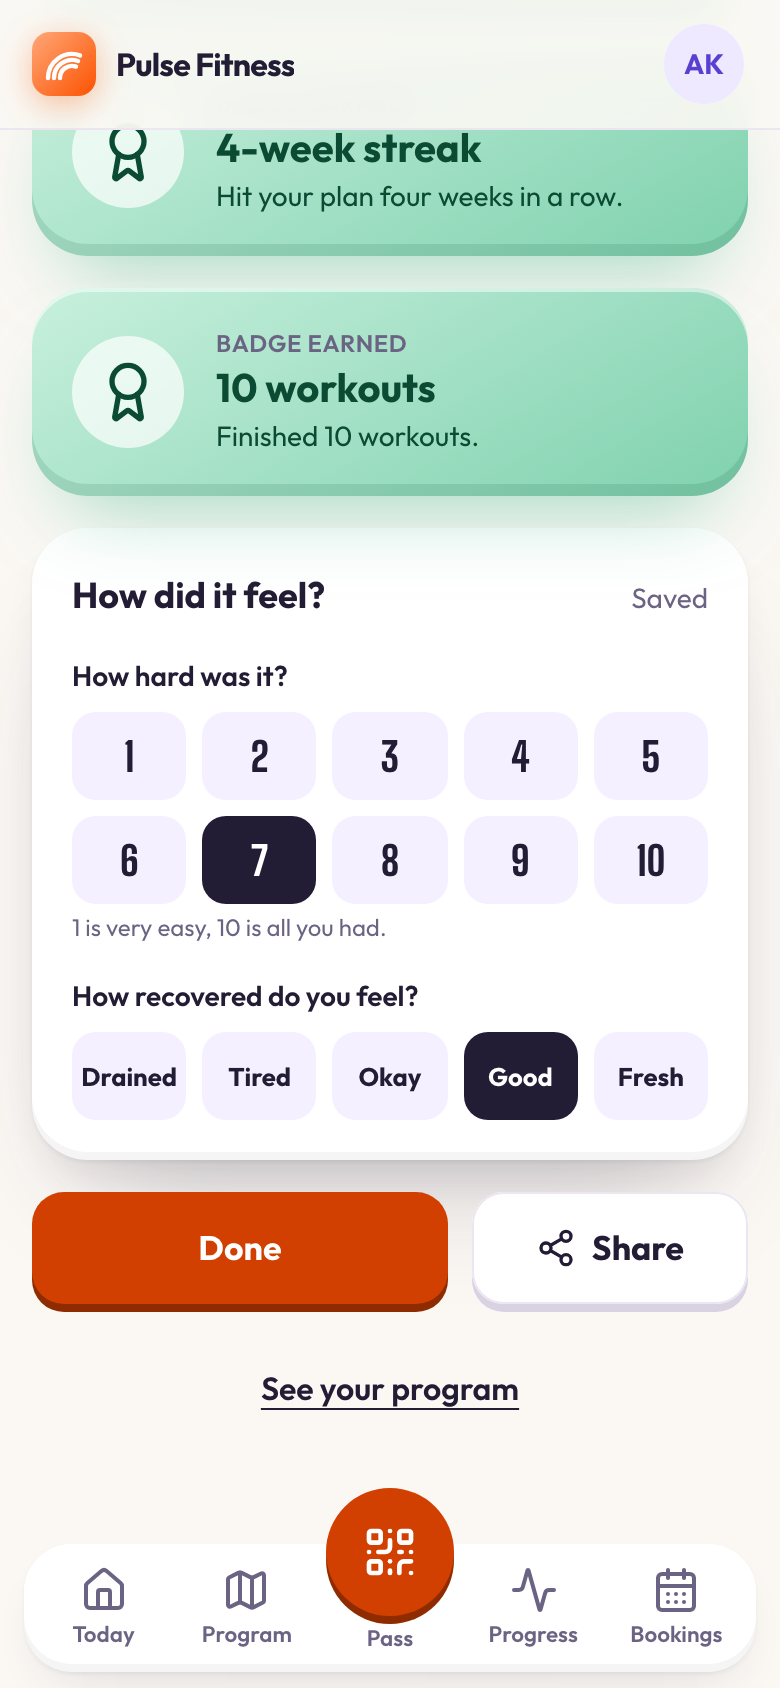 Pulse Fitness
AK
4-week streak
Hit your plan four weeks in a row.
BADGE EARNED
10 workouts
Finished 10 workouts.
How did it feel?
Saved
How hard was it?
1 2 3 4 5
6 7 8 9 10
1 is very easy, 10 is all you had.
How recovered do you feel?
Drained Tired Okay Good Fresh
Done
Share
See your program
Today Program Pass Progress Bookings